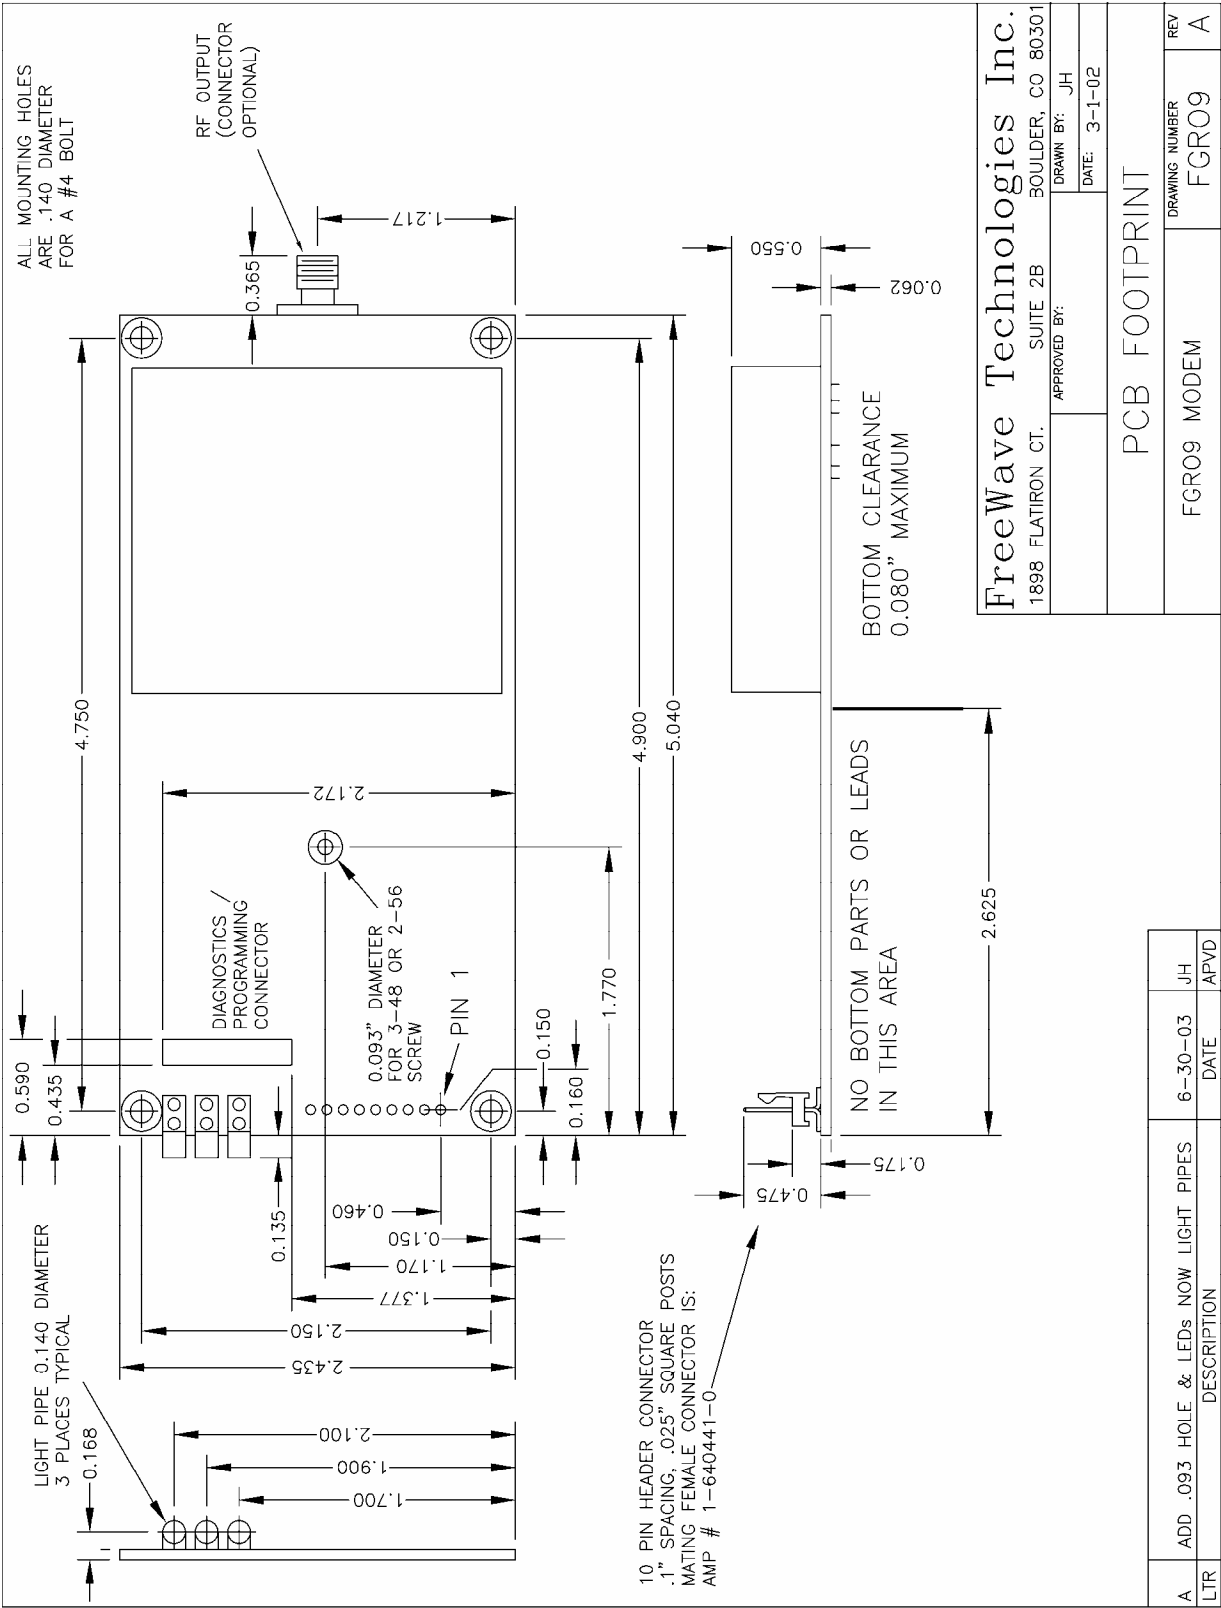 LIGHT PIPE 0.140 DIAMETER
3 PLACES TYPICAL
0.168
2.100
1.900
1.700
0.590
0.435
4.750
ALL MOUNTING HOLES
ARE .140 DIAMETER
FOR A #4 BOLT
RF OUTPUT
(CONNECTOR
OPTIONAL)
0.365
1.217
DIAGNOSTICS /
PROGRAMMING
CONNECTOR
2.172
0.093" DIAMETER
FOR 3-48 OR 2-56
SCREW
PIN 1
0.135
0.460
0.150
1.170
1.377
2.150
2.435
0.150
0.160
1.770
4.900
5.040
10 PIN HEADER CONNECTOR
.1" SPACING, .025" SQUARE POSTS
MATING FEMALE CONNECTOR IS:
AMP # 1-640441-0
0.475
0.175
0.550
0.062
NO BOTTOM PARTS OR LEADS
IN THIS AREA
BOTTOM CLEARANCE
0.080" MAXIMUM
2.625
FreeWave Technologies Inc.
1898 FLATIRON CT. SUITE 2B BOULDER, CO 80301
APPROVED BY:
DRAWN BY: JH
DATE: 3-1-02
PCB FOOTPRINT
FGRO9 MODEM
DRAWING NUMBER
FGRO9
REV
A
A ADD .093 HOLE & LEDs NOW LIGHT PIPES 6-30-03 JH
LTR DESCRIPTION DATE APVD